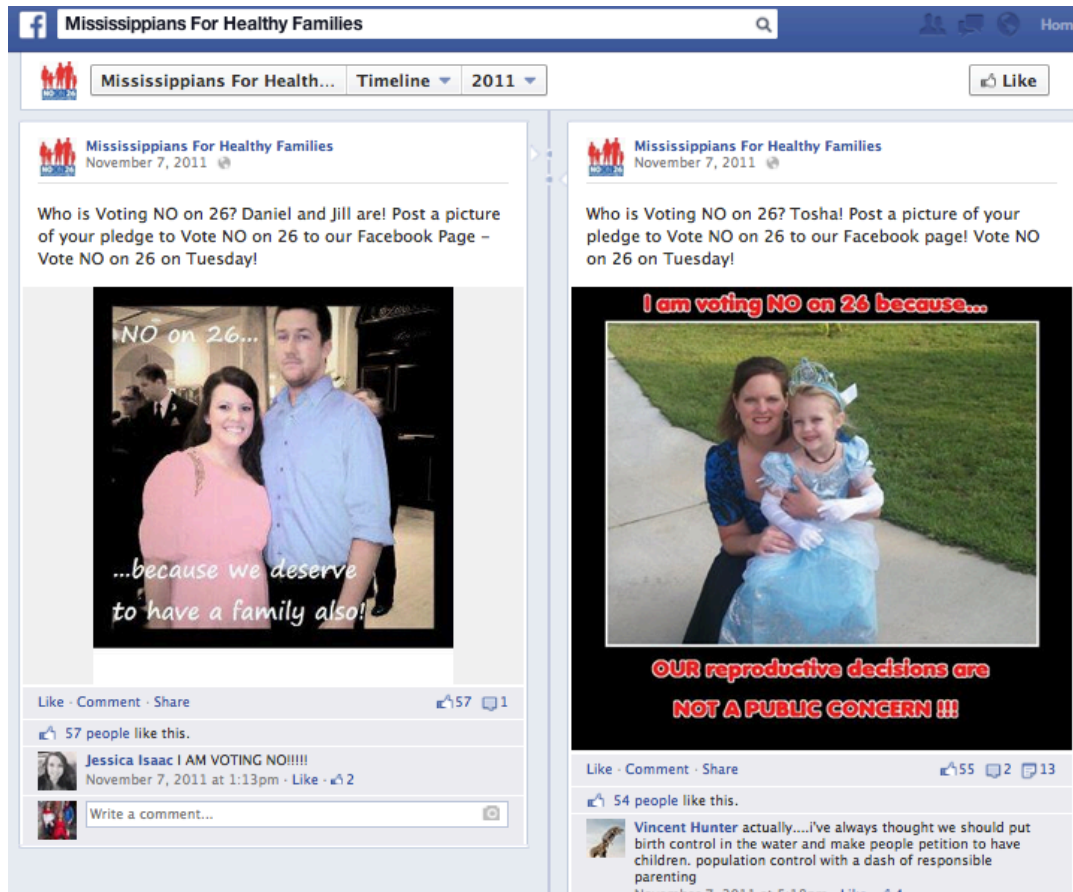 Mississippians For Healthy Families
Hom
Mississippians For Health...
Timeline
2011
Like
Mississippians For Healthy Families
November 7, 2011
Who is Voting NO on 26? Daniel and Jill are! Post a picture
of your pledge to Vote NO on 26 to our Facebook Page –
Vote NO on 26 on Tuesday!
NO on 26...
...because we deserve
to have a family also!
Like · Comment · Share
57
1
57 people like this.
Jessica Isaac I AM VOTING NO!!!!!
November 7, 2011 at 1:13pm · Like · 2
Write a comment...
Mississippians For Healthy Families
November 7, 2011
Who is Voting NO on 26? Tosha! Post a picture of your
pledge to Vote NO on 26 to our Facebook page! Vote NO
on 26 on Tuesday!
I am voting NO on 26 because...
OUR reproductive decisions are
NOT A PUBLIC CONCERN !!!
Like · Comment · Share
55
2
13
54 people like this.
Vincent Hunter actually....i've always thought we should put
birth control in the water and make people petition to have
children. population control with a dash of responsible
parenting